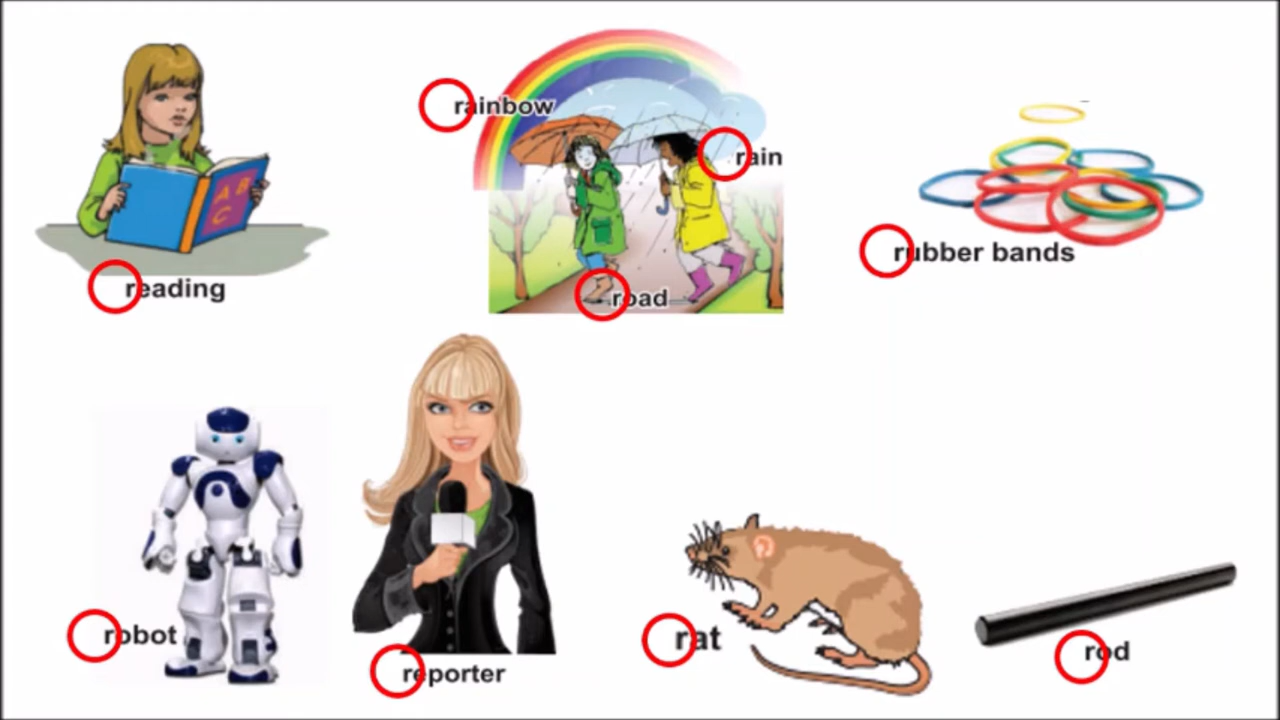 rainbow
rain
rubber bands
reading
road
A B
C
robot
reporter
rat
rod